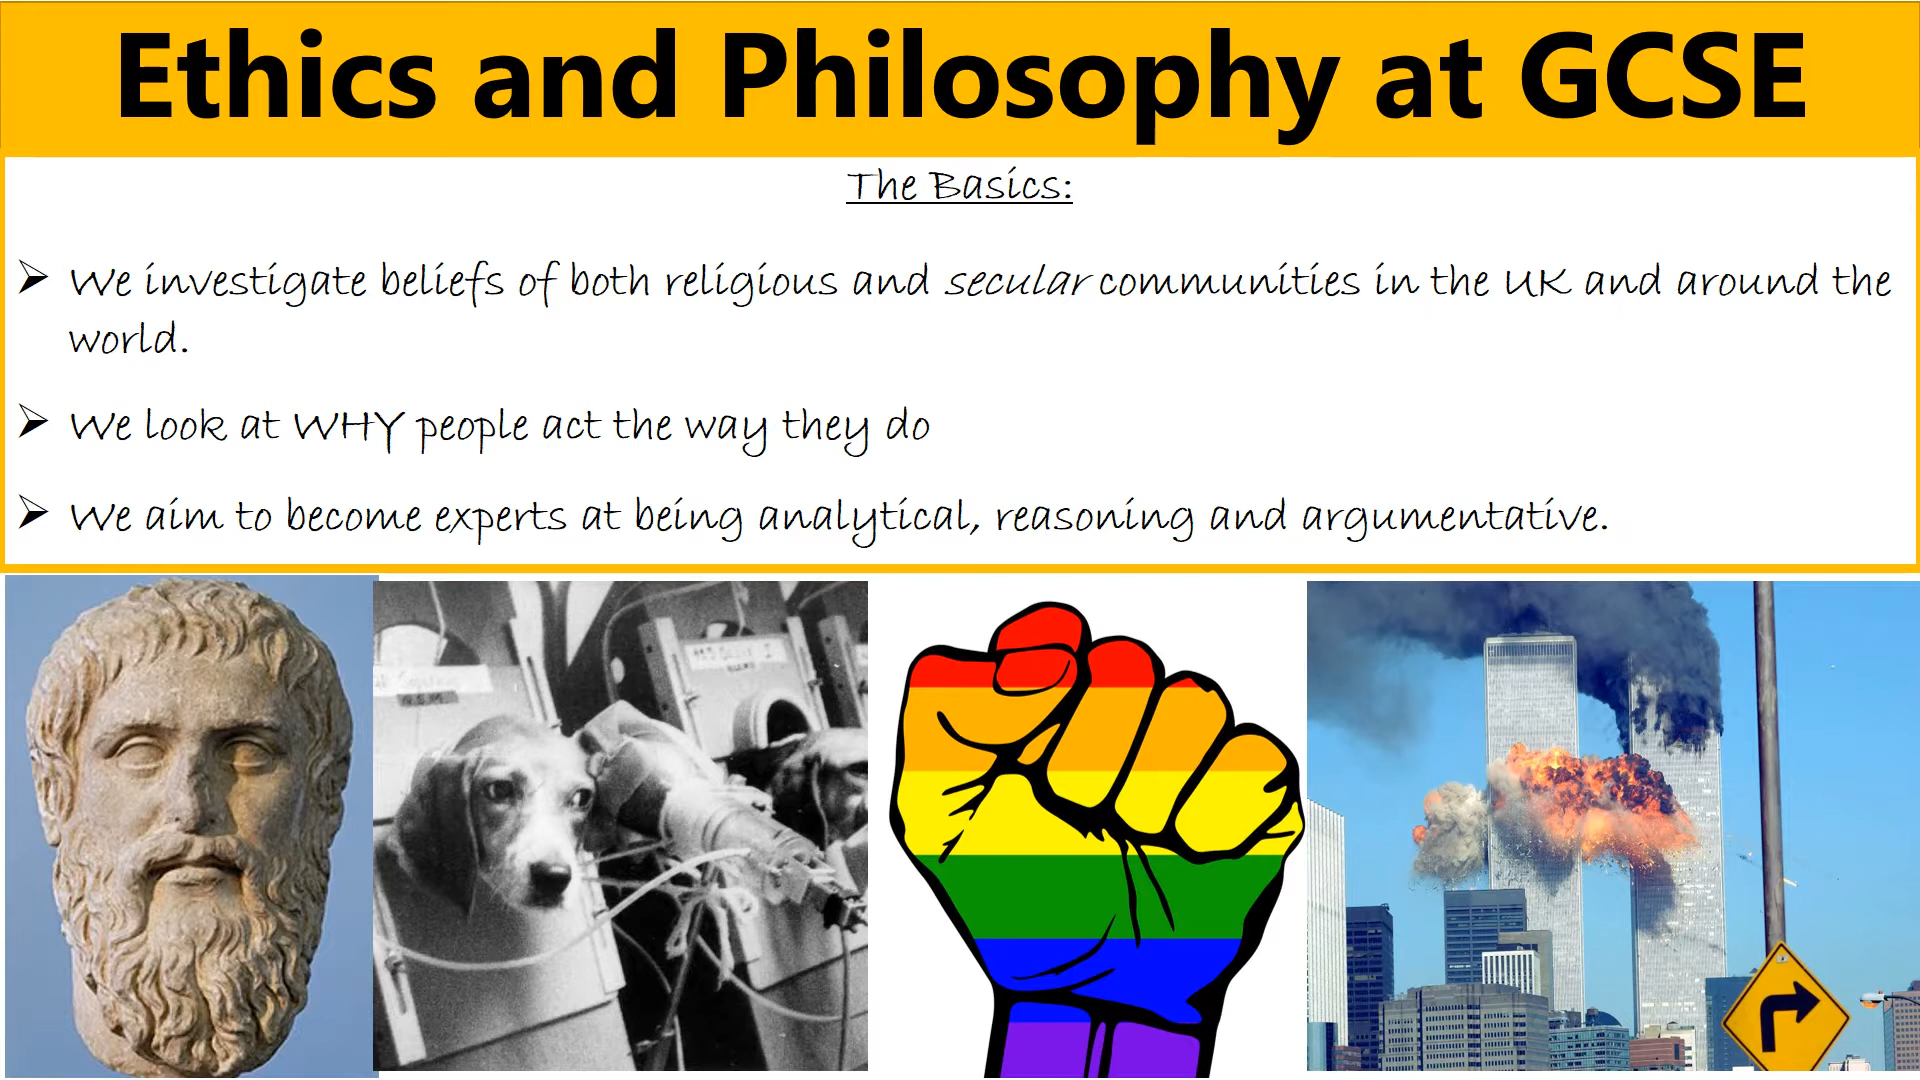 Ethics and Philosophy at GCSE
The Basics:
➢ We investigate beliefs of both religious and secular communities in the UK and around the
world.
➢ We look at WHY people act the way they do
➢ We aim to become experts at being analytical, reasoning and argumentative.